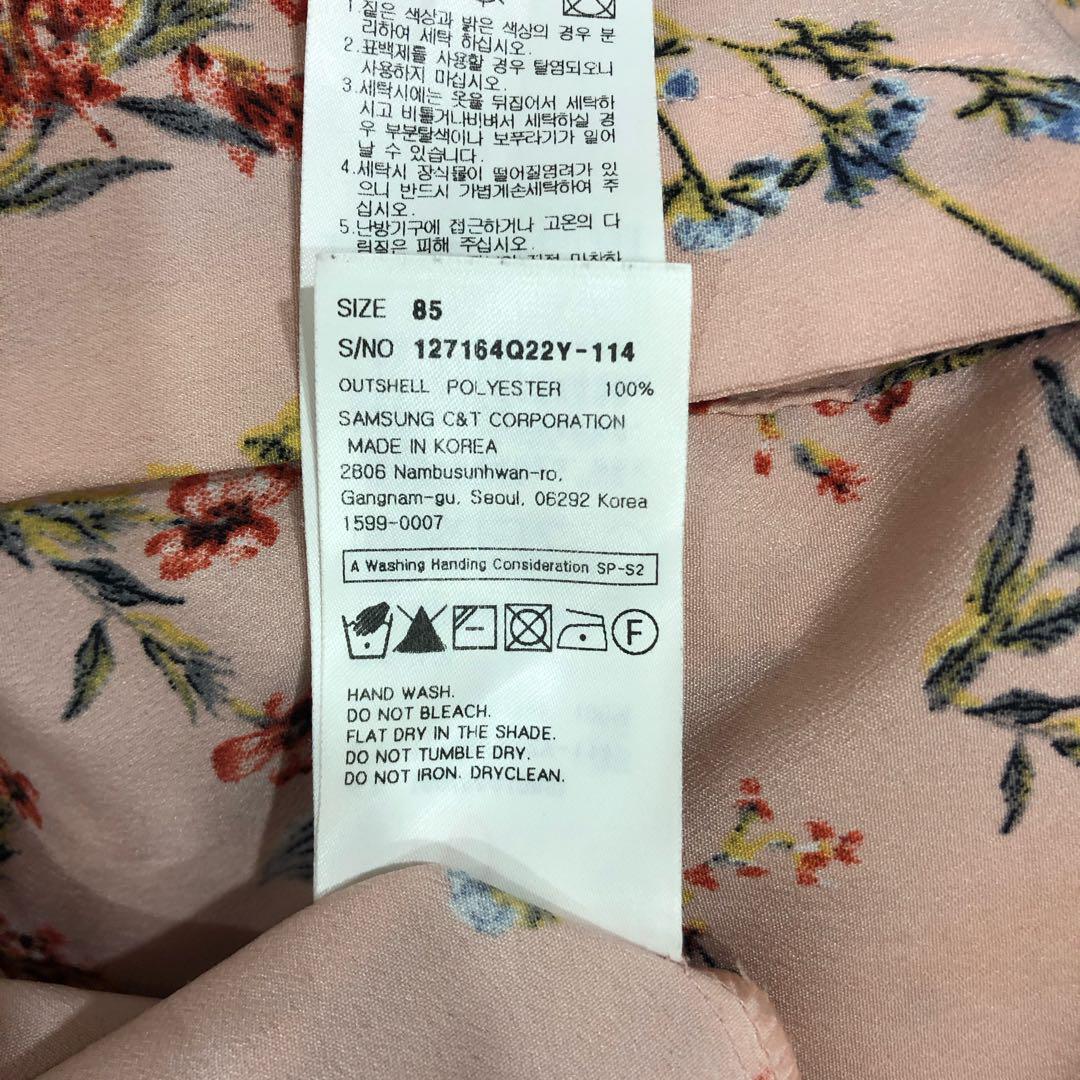 1.짙은 색상과 밝은 색상의 경우 분
리하여 세탁 하십시오.
2.표백제를 사용할 경우 탈염되오니
사용하지 마십시오.
3.세탁시에는 옷을 뒤집어서 세탁하
시고 비틀거나비벼서 세탁하실 경
우 부분탈색이나 보푸라기가 일어
날 수 있습니다.
4.세탁시 장식물이 떨어질염려가 있
으니 반드시 가볍게손세탁하여 주
십시오.
5.난방기구에 접근하거나 고온의 다
림질은 피해 주십시오.
직접 마찰하
SIZE 85
S/NO 127164Q22Y-114
OUTSHELL POLYESTER 100%
SAMSUNG C&T CORPORATION
MADE IN KOREA
2806 Nambusunhwan-ro,
Gangnam-gu, Seoul, 06292 Korea
1599-0007
A Washing Handing Consideration SP-S2
F
HAND WASH.
DO NOT BLEACH.
FLAT DRY IN THE SHADE.
DO NOT TUMBLE DRY.
DO NOT IRON. DRYCLEAN.